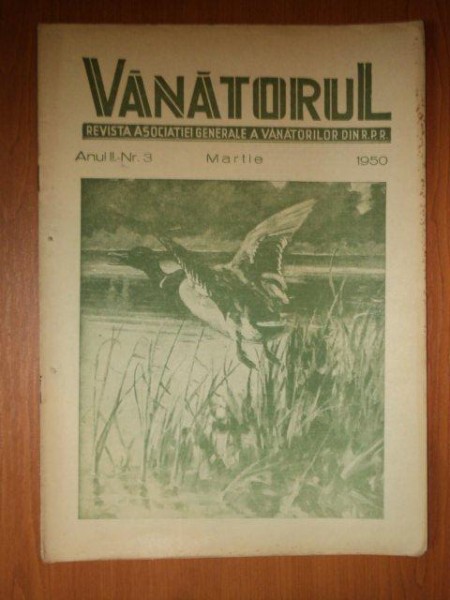 VÂNĂTORUL
REVISTA ASOCIAȚIEI GENERALE A VÂNĂTORILOR DIN R.P.R.
Anul II.-Nr. 3 Martie 1950